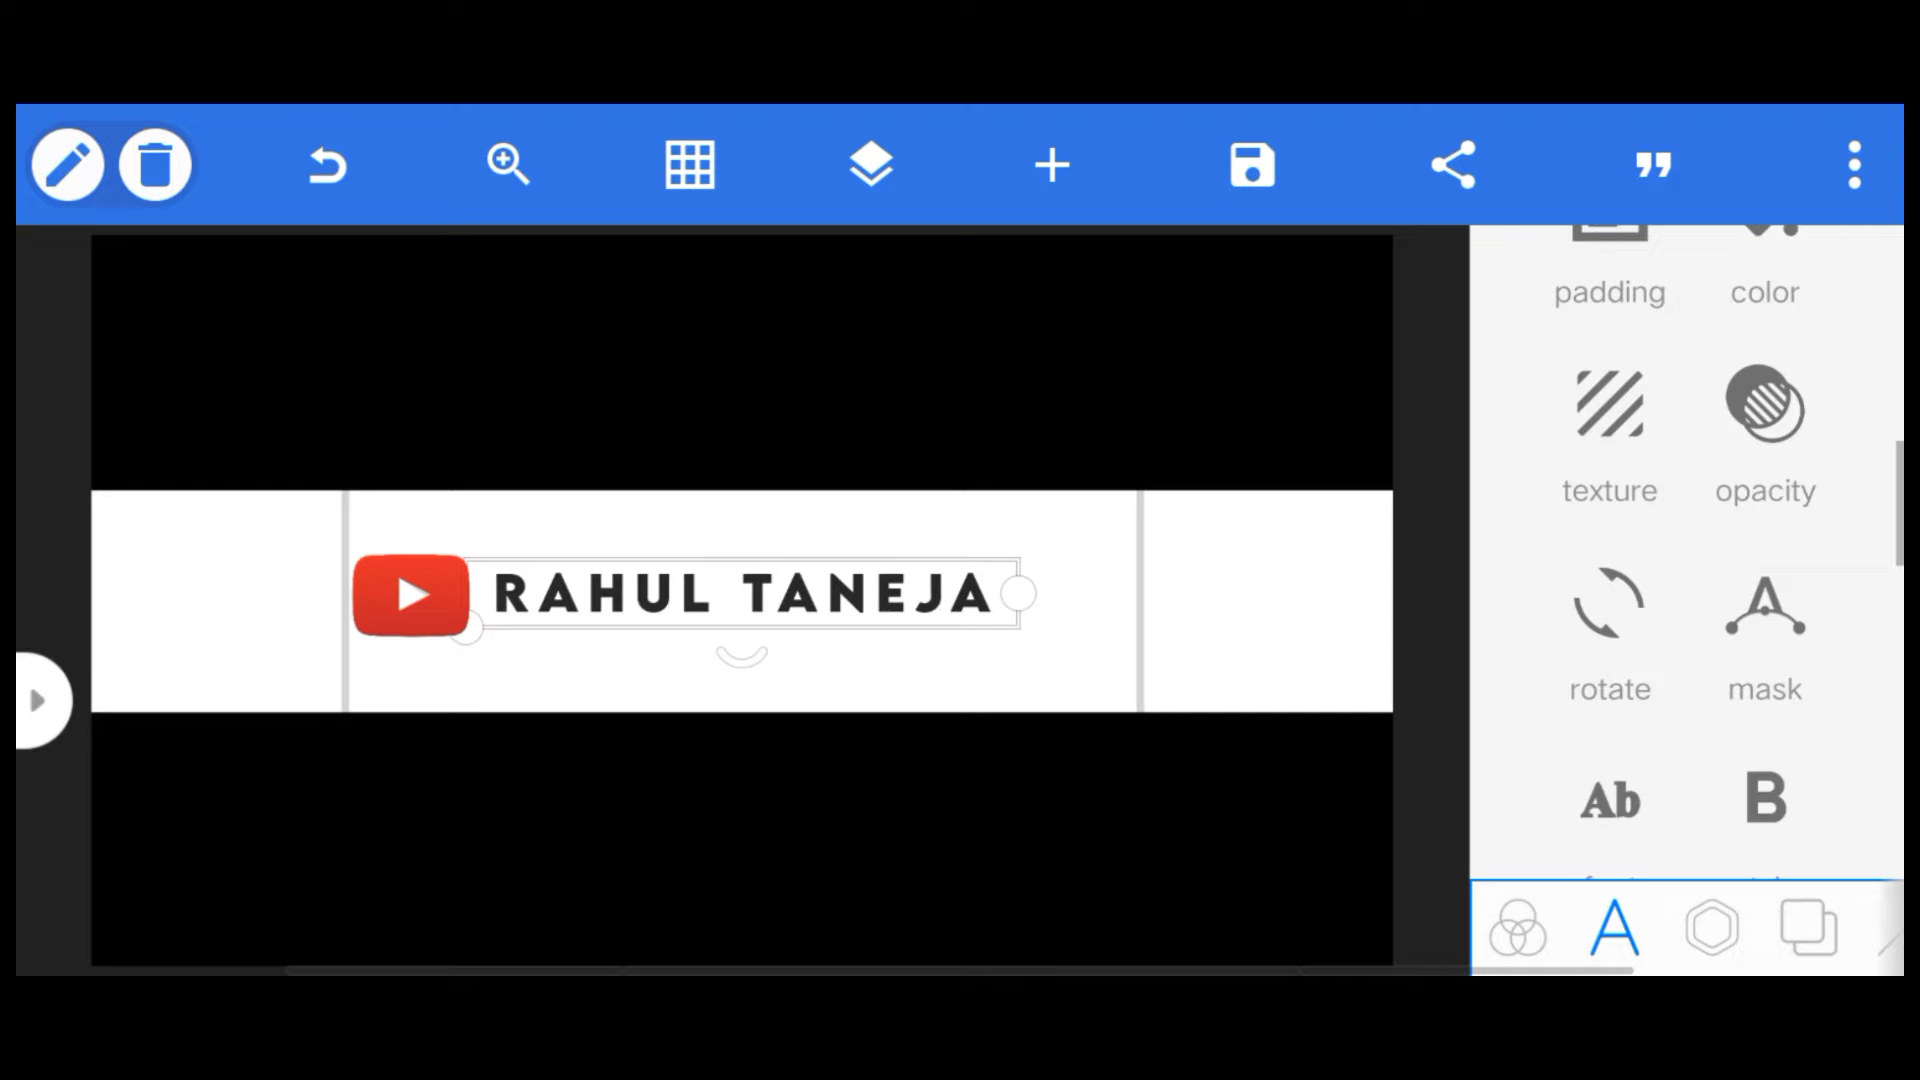 padding color
RAHUL TANEJA
texture opacity
rotate mask
Ab B